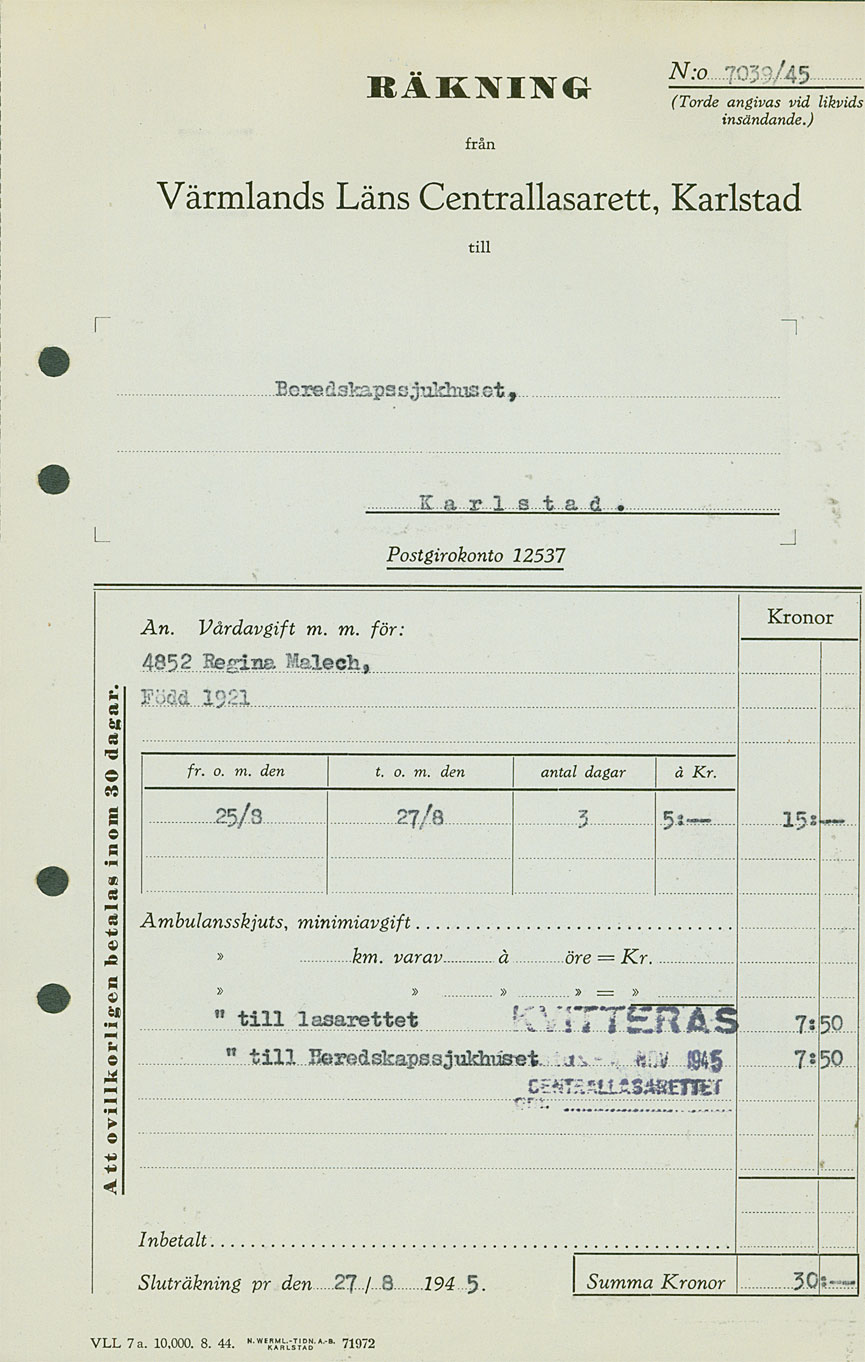 RÄKNING
N:o 7039/45
(Torde angivas vid likvids
insändande.)
från
Värmlands Läns Centrallasarett, Karlstad
till
Beredskapssjukhuset,
Karlstad.
Postgirokonto 12537
Att ovillkorligen betalas inom 30 dagar.
An. Vårdavgift m. m. för:
Kronor
4852 Regina Malech,
Född 1921
fr. o. m. den t. o. m. den antal dagar à Kr.
25/8 27/8 3 5:— 15:—
Ambulansskjuts, minimiavgift
» km. varav à öre = Kr.
» » » » = »
" till lasarettet KVITTERAS 7:50
" till Beredskapssjukhuset NOV 1945 7:50
CENTRALLASARETTET
Inbetalt
Sluträkning pr den 27/8 1945. Summa Kronor 30:—
VLL 7 a. 10,000. 8. 44. N. WERML.-TIDN. A.-B. KARLSTAD 71972